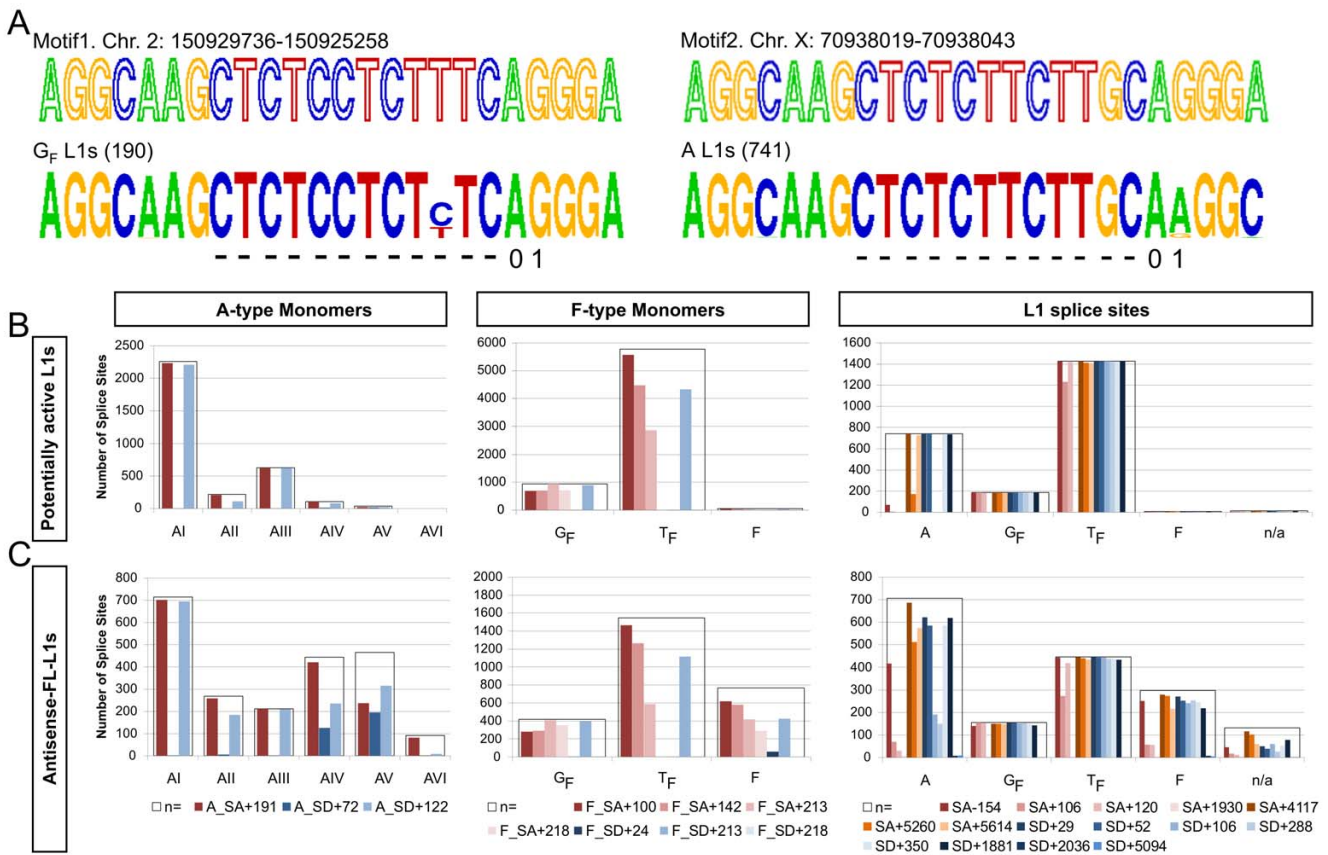 A
Motif1. Chr. 2: 150929736-150925258
Motif2. Chr. X: 70938019-70938043
AGGCAAGCTCTCCTCTTTCAGGGA
AGGCAAGCTCTCTTCTTGCAGGGA
GF L1s (190)
A L1s (741)
AGGCAAGCTCTCCTCTCTCAGGGA
T
AGGCAAGCTCTCTTCTTGCAAGGC
G
- - - - - - - - - - - 0 1
- - - - - - - - - - - 0 1
B
A-type Monomers
F-type Monomers
L1 splice sites
Potentially active L1s
Number of Splice Sites
2500
2000
1500
1000
500
0
AI AII AIII AIV AV AVI
6000
5000
4000
3000
2000
1000
0
GF TF F
1600
1400
1200
1000
800
600
400
200
0
A GF TF F n/a
C
Antisense-FL-L1s
Number of Splice Sites
800
700
600
500
400
300
200
100
0
AI AII AIII AIV AV AVI
n= A_SA+191 A_SD+72 A_SD+122
2000
1800
1600
1400
1200
1000
800
600
400
200
0
GF TF F
n= F_SA+100 F_SA+142 F_SA+213
F_SA+218 F_SD+24 F_SD+213 F_SD+218
800
700
600
500
400
300
200
100
0
A GF TF F n/a
n= SA-154 SA+106 SA+120 SA+1930 SA+4117
SA+5260 SA+5614 SD+29 SD+52 SD+106 SD+288
SD+350 SD+1881 SD+2036 SD+5094